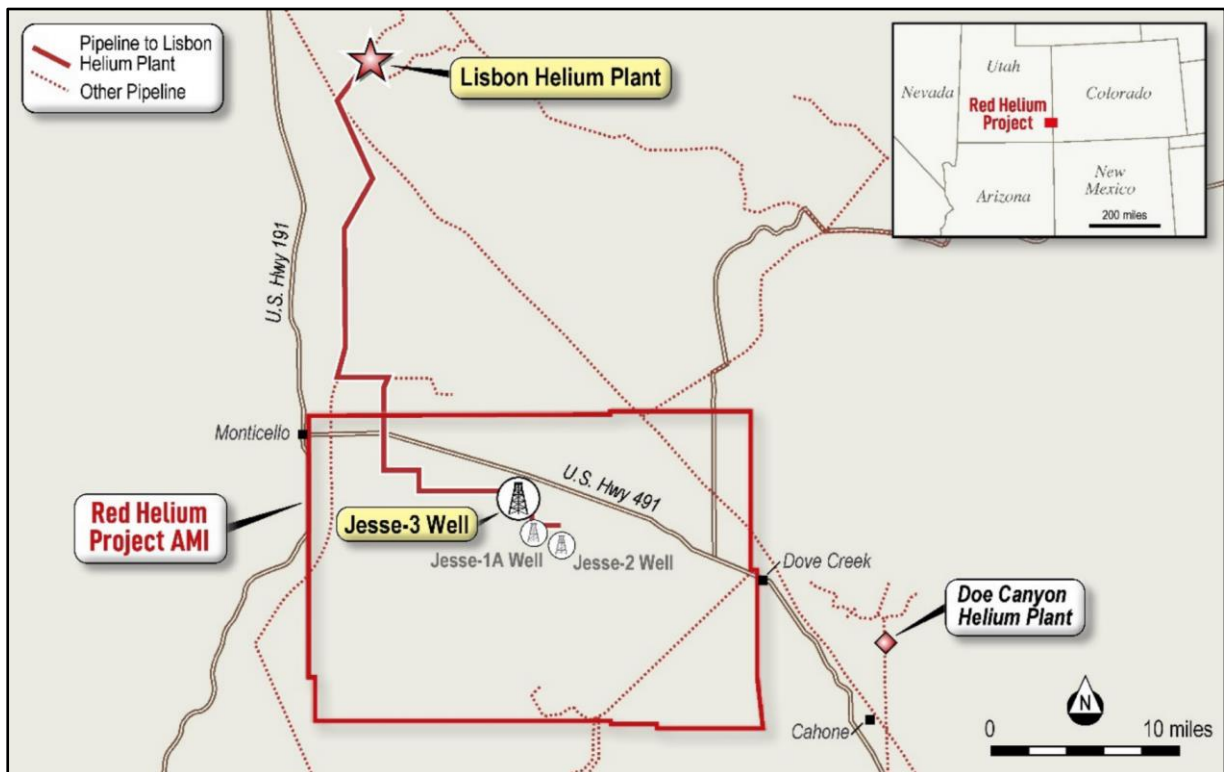 Pipeline to Lisbon
Helium Plant
Other Pipeline
Lisbon Helium Plant
Nevada
Utah
Colorado
Red Helium
Project
Arizona
New
Mexico
200 miles
U.S. Hwy 191
Monticello
U.S. Hwy 491
Red Helium
Project AMI
Jesse-3 Well
Jesse-1A Well
Jesse-2 Well
Dove Creek
Doe Canyon
Helium Plant
Cahone
N
0 10 miles